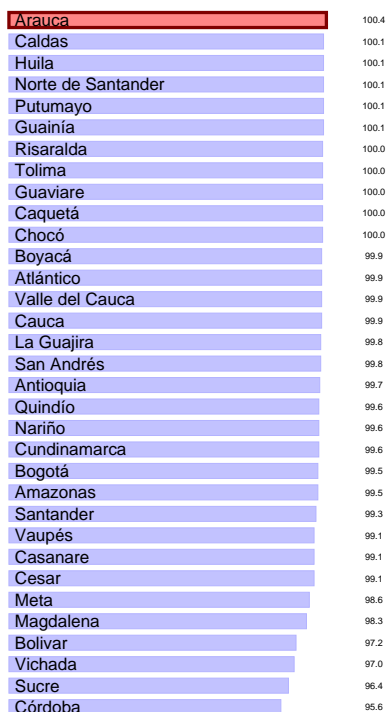 Arauca 100.4
Caldas 100.1
Huila 100.1
Norte de Santander 100.1
Putumayo 100.1
Guainía 100.1
Risaralda 100.0
Tolima 100.0
Guaviare 100.0
Caquetá 100.0
Chocó 100.0
Boyacá 99.9
Atlántico 99.9
Valle del Cauca 99.9
Cauca 99.9
La Guajira 99.8
San Andrés 99.8
Antioquia 99.7
Quindío 99.6
Nariño 99.6
Cundinamarca 99.6
Bogotá 99.5
Amazonas 99.5
Santander 99.3
Vaupés 99.1
Casanare 99.1
Cesar 99.1
Meta 98.6
Magdalena 98.3
Bolivar 97.2
Vichada 97.0
Sucre 96.4
Córdoba 95.6